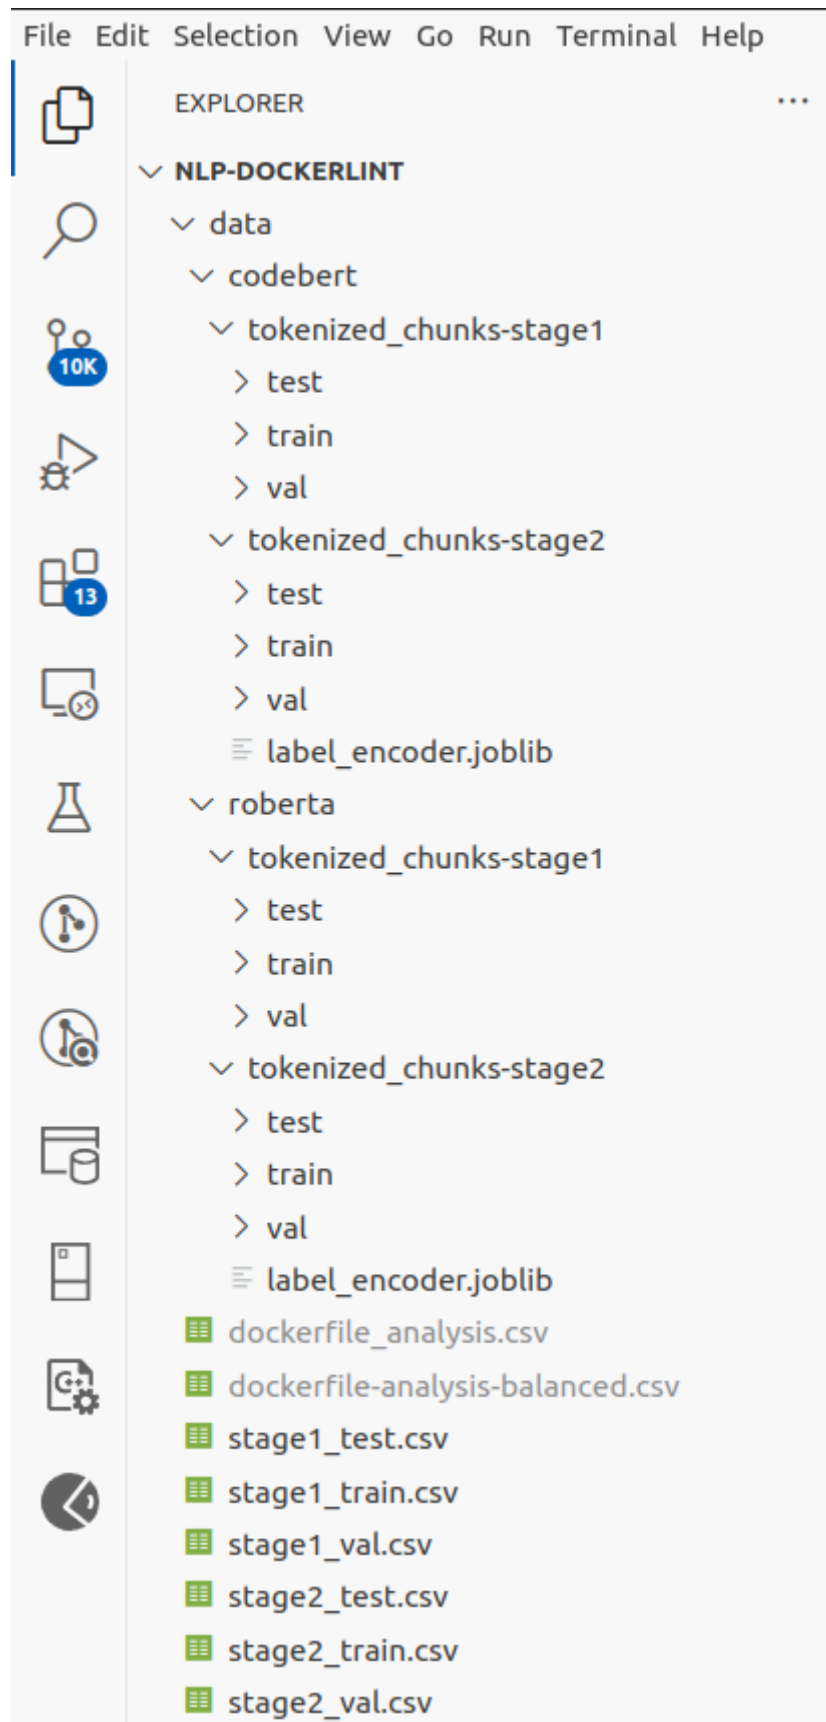 File Edit Selection View Go Run Terminal Help
EXPLORER ...
NLP-DOCKERLINT
data
codebert
tokenized_chunks-stage1
10K
test
train
val
tokenized_chunks-stage2
13
test
train
val
label_encoder.joblib
roberta
tokenized_chunks-stage1
test
train
val
tokenized_chunks-stage2
test
train
val
label_encoder.joblib
dockerfile_analysis.csv
dockerfile-analysis-balanced.csv
C++
stage1_test.csv
stage1_train.csv
stage1_val.csv
stage2_test.csv
stage2_train.csv
stage2_val.csv